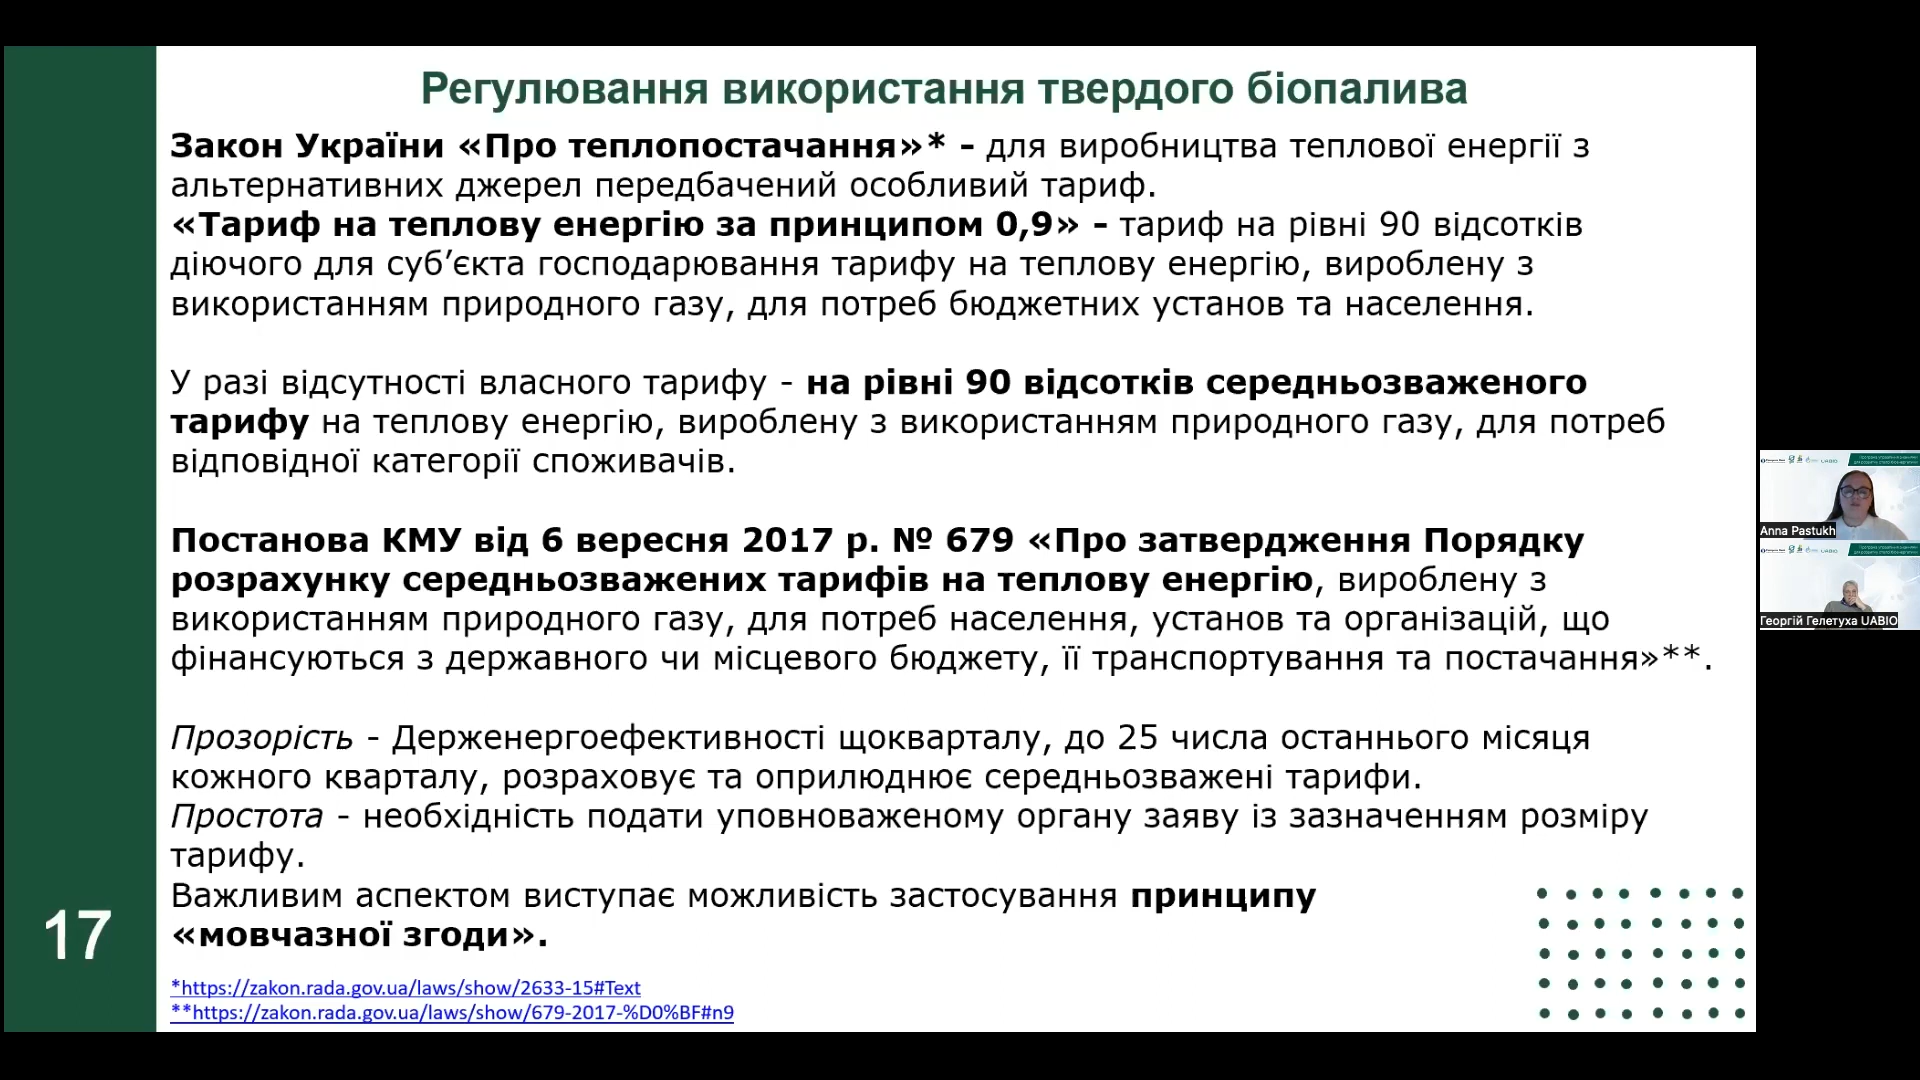 Регулювання використання твердого біопалива
Закон України «Про теплопостачання»* - для виробництва теплової енергії з
альтернативних джерел передбачений особливий тариф.
«Тариф на теплову енергію за принципом 0,9» - тариф на рівні 90 відсотків
діючого для суб’єкта господарювання тарифу на теплову енергію, вироблену з
використанням природного газу, для потреб бюджетних установ та населення.
У разі відсутності власного тарифу - на рівні 90 відсотків середньозваженого
тарифу на теплову енергію, вироблену з використанням природного газу, для потреб
відповідної категорії споживачів.
Постанова КМУ від 6 вересня 2017 р. № 679 «Про затвердження Порядку
розрахунку середньозважених тарифів на теплову енергію, вироблену з
використанням природного газу, для потреб населення, установ та організацій, що
фінансуються з державного чи місцевого бюджету, її транспортування та постачання»**.
Прозорість - Держенергоефективності щокварталу, до 25 числа останнього місяця
кожного кварталу, розраховує та оприлюднює середньозважені тарифи.
Простота - необхідність подати уповноваженому органу заяву із зазначенням розміру
тарифу.
Важливим аспектом виступає можливість застосування принципу
«мовчазної згоди».
17
*https://zakon.rada.gov.ua/laws/show/2633-15#Text
**https://zakon.rada.gov.ua/laws/show/679-2017-%D0%BF#n9
Anna Pastukh
Георгій Гелетуха UABIO